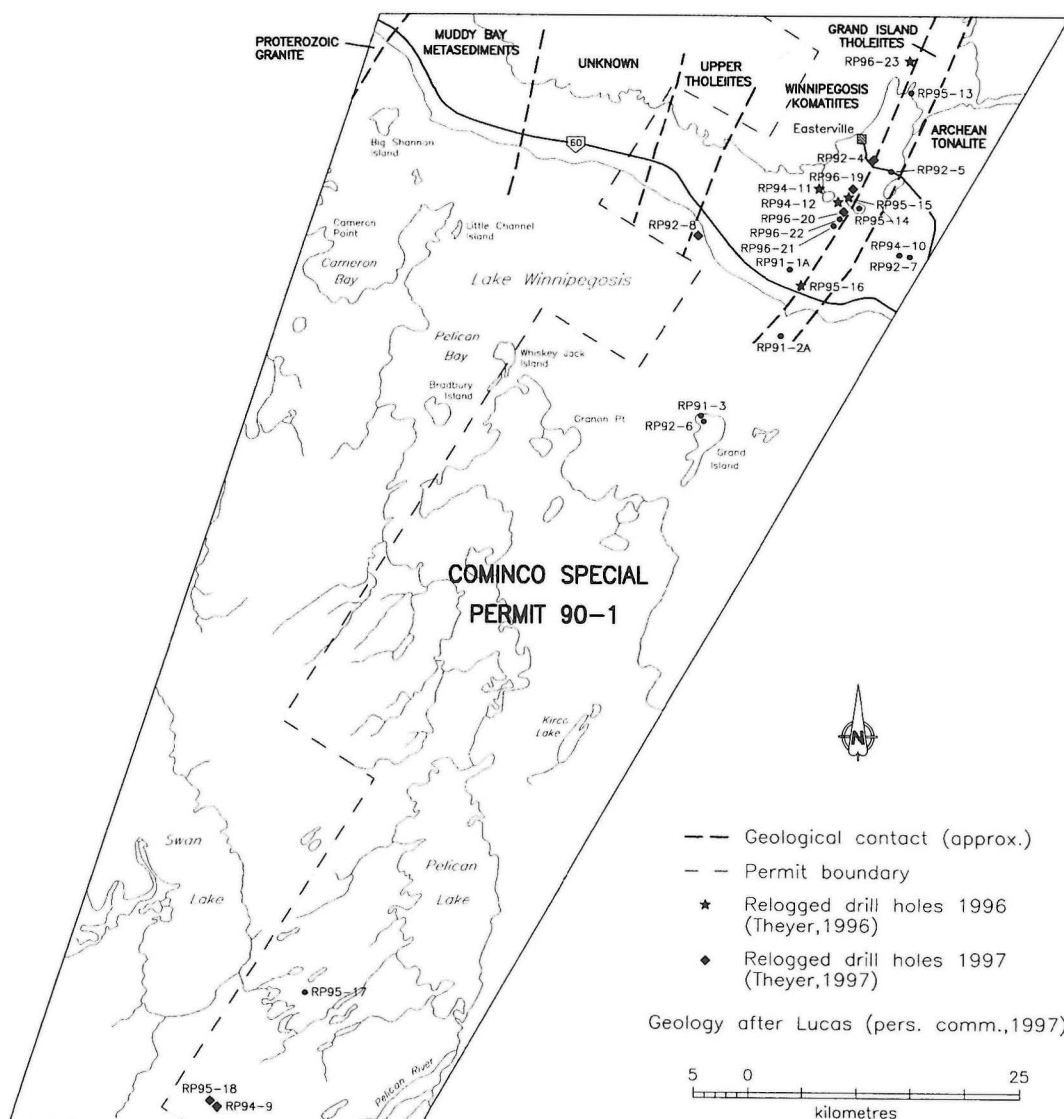 PROTEROZOIC
GRANITE
MUDDY BAY
METASEDIMENTS
UNKNOWN
UPPER
THOLEIITES
GRAND ISLAND
THOLEIITES
RP96-23
RP95-13
WINNIPEGOSIS
KOMATIITES
Easterville
ARCHEAN
TONALITE
60
Big Shannon
Island
RP92-4
RP92-5
RP96-19
RP94-11
RP94-12
RP95-15
RP96-20
RP95-14
RP96-22
RP96-21
RP94-10
RP92-7
RP91-1A
RP95-16
RP91-2A
RP92-8
Cameron
Point
Little Channel
Island
Cameron
Bay
Lake Winnipegosis
Pelican
Bay
Whiskey Jack
Island
Bradbury
Island
RP91-3
RP92-6
Granon Pt
Grand
Island
COMINCO SPECIAL
PERMIT 90-1
Lake
N
Swan
Lake
Pelican
Lake
Geological contact (approx.)
Permit boundary
Relogged drill holes 1996
(Theyer,1996)
Relogged drill holes 1997
(Theyer,1997)
Geology after Lucas (pers. comm.,1997)
RP95-17
RP95-18
RP94-9
Pelican River
5 0 25
kilometres